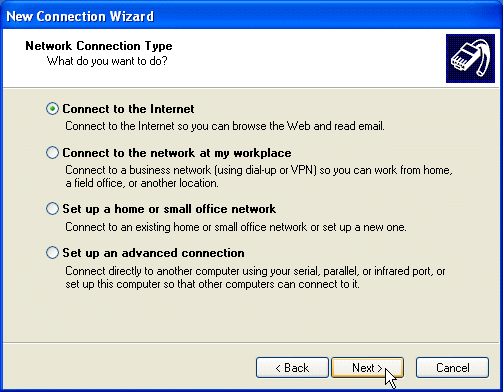 New Connection Wizard
Network Connection Type
What do you want to do?
Connect to the Internet
Connect to the Internet so you can browse the Web and read email.
Connect to the network at my workplace
Connect to a business network (using dial-up or VPN) so you can work from home,
a field office, or another location.
Set up a home or small office network
Connect to an existing home or small office network or set up a new one.
Set up an advanced connection
Connect directly to another computer using your serial, parallel, or infrared port, or
set up this computer so that other computers can connect to it.
< Back
Next >
Cancel